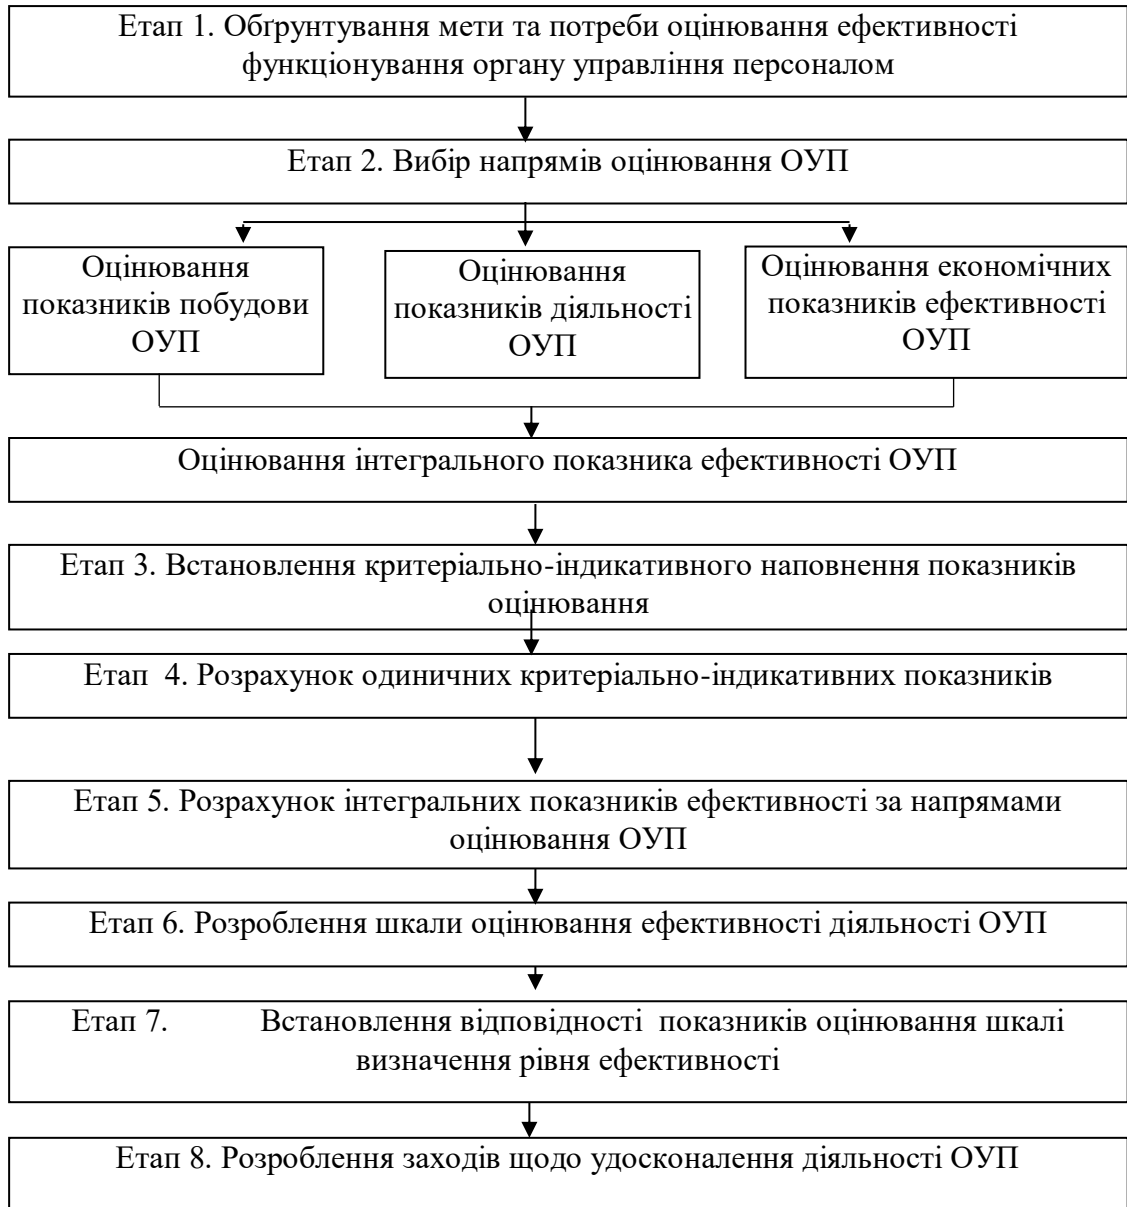 Етап 1. Обґрунтування мети та потреби оцінювання ефективності
функціонування органу управління персоналом
Етап 2. Вибір напрямів оцінювання ОУП
Оцінювання
показників побудови
ОУП
Оцінювання
показників діяльності
ОУП
Оцінювання економічних
показників ефективності
ОУП
Оцінювання інтегрального показника ефективності ОУП
Етап 3. Встановлення критеріально-індикативного наповнення показників
оцінювання
Етап 4. Розрахунок одиничних критеріально-індикативних показників
Етап 5. Розрахунок інтегральних показників ефективності за напрямами
оцінювання ОУП
Етап 6. Розроблення шкали оцінювання ефективності діяльності ОУП
Етап 7. Встановлення відповідності показників оцінювання шкалі
визначення рівня ефективності
Етап 8. Розроблення заходів щодо удосконалення діяльності ОУП